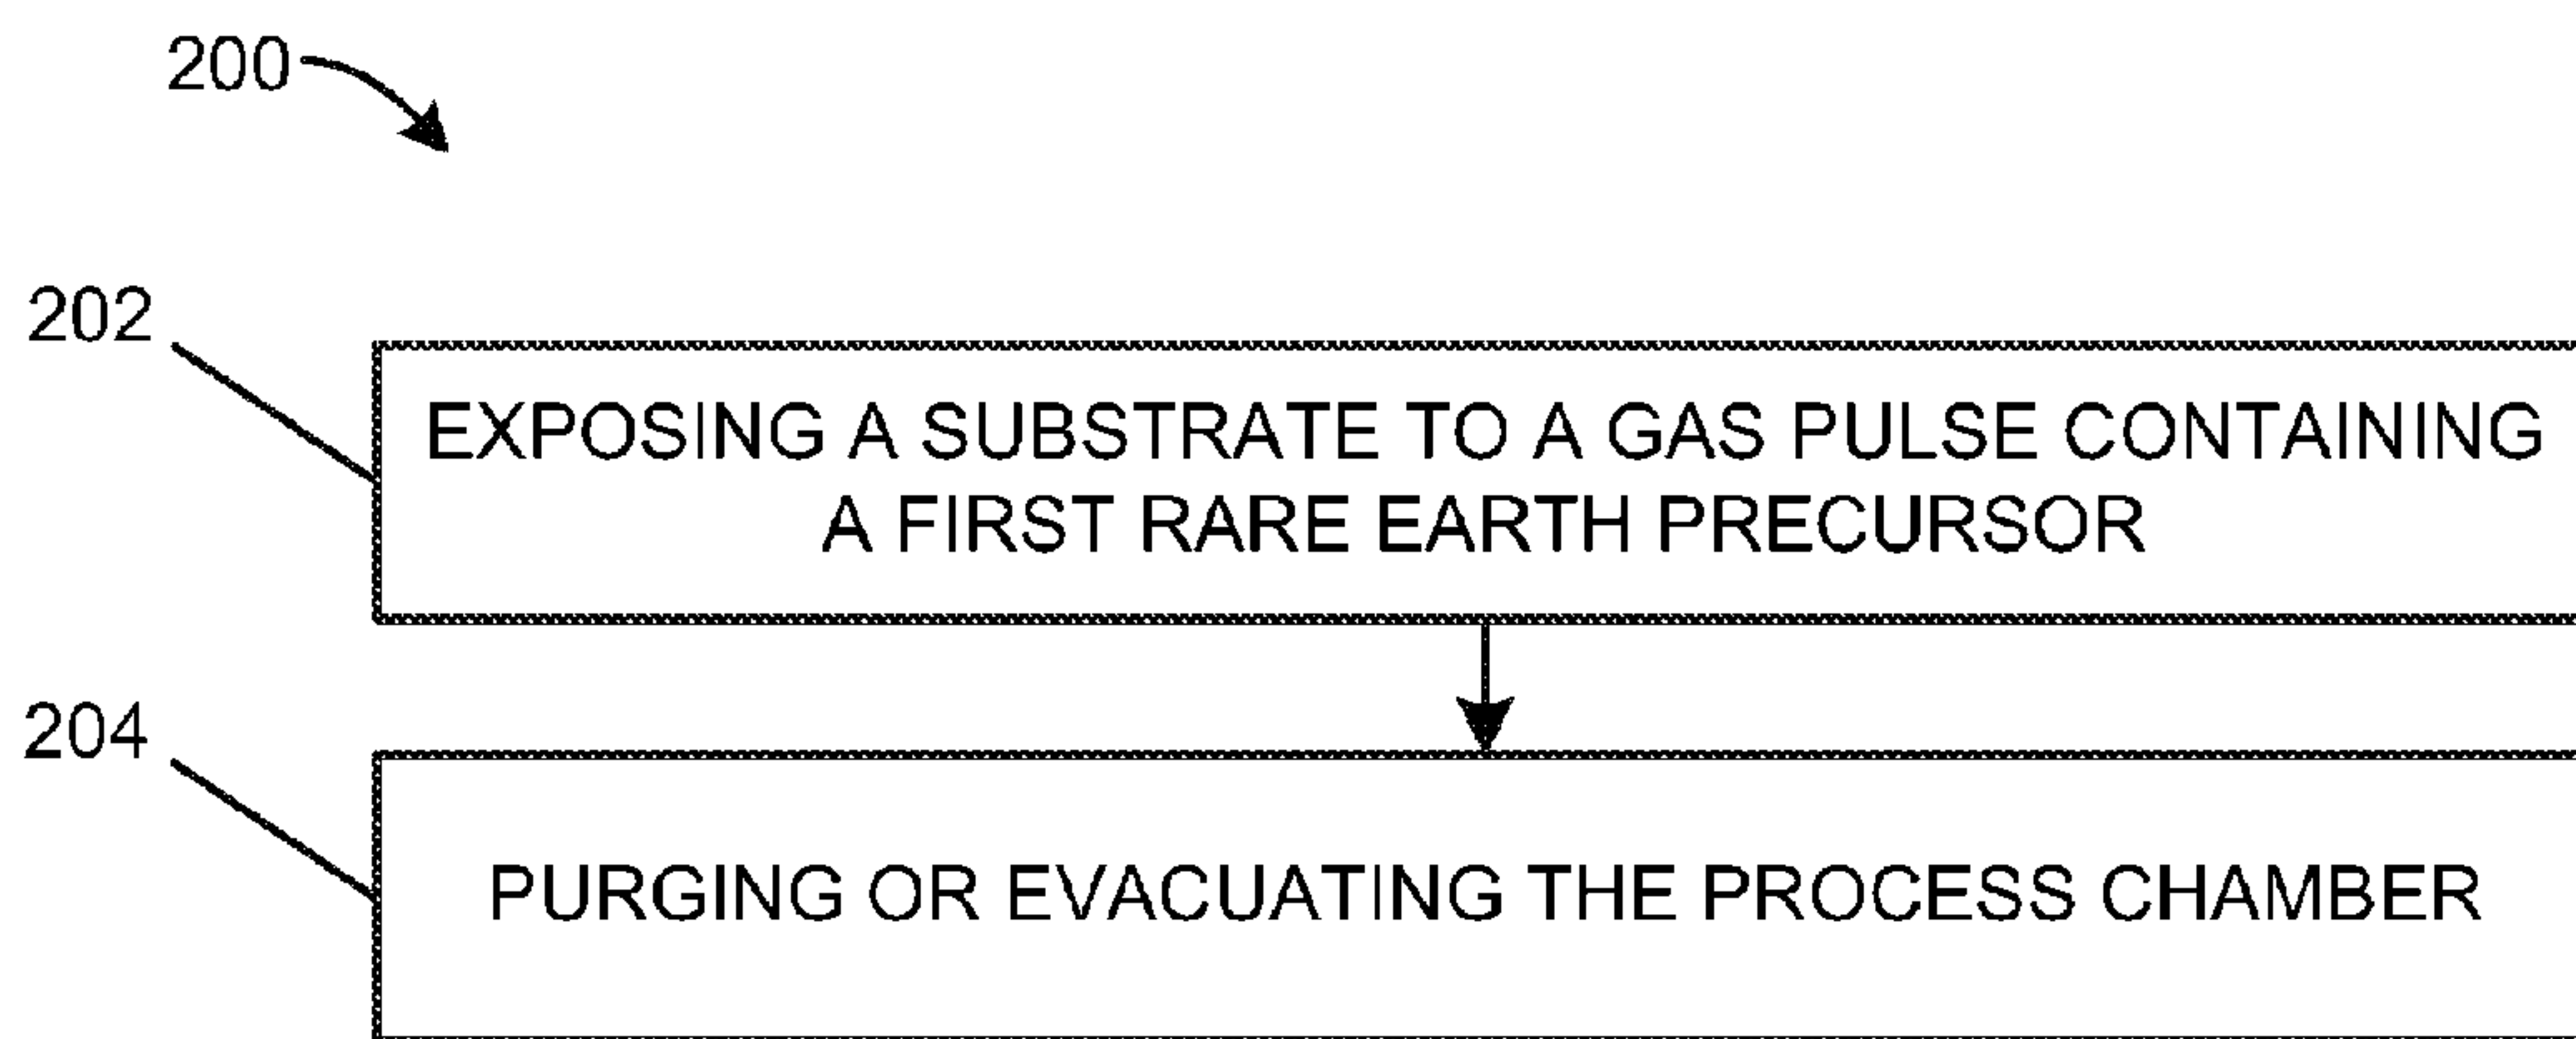 200
202
EXPOSING A SUBSTRATE TO A GAS PULSE CONTAINING
A FIRST RARE EARTH PRECURSOR
204
PURGING OR EVACUATING THE PROCESS CHAMBER